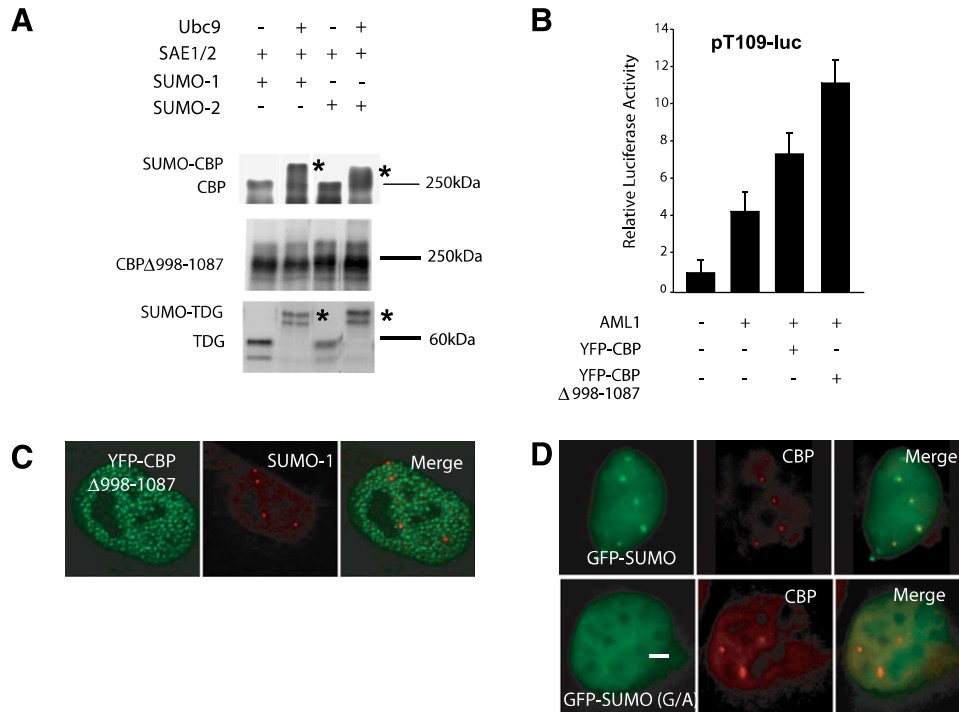 A
Ubc9 - + - +
SAE1/2 + + + +
SUMO-1 + + - -
SUMO-2 - - + +
SUMO-CBP * *
CBP 250kDa
CBPΔ998-1087 250kDa
SUMO-TDG * *
TDG 60kDa
B
pT109-luc
Relative Luciferase Activity
14
12
10
8
6
4
2
0
AML1 - + + +
YFP-CBP - - + -
YFP-CBP
Δ998-1087 - - - +
C
YFP-CBP
Δ998-1087
SUMO-1
Merge
D
GFP-SUMO
CBP
Merge
GFP-SUMO (G/A)
CBP
Merge